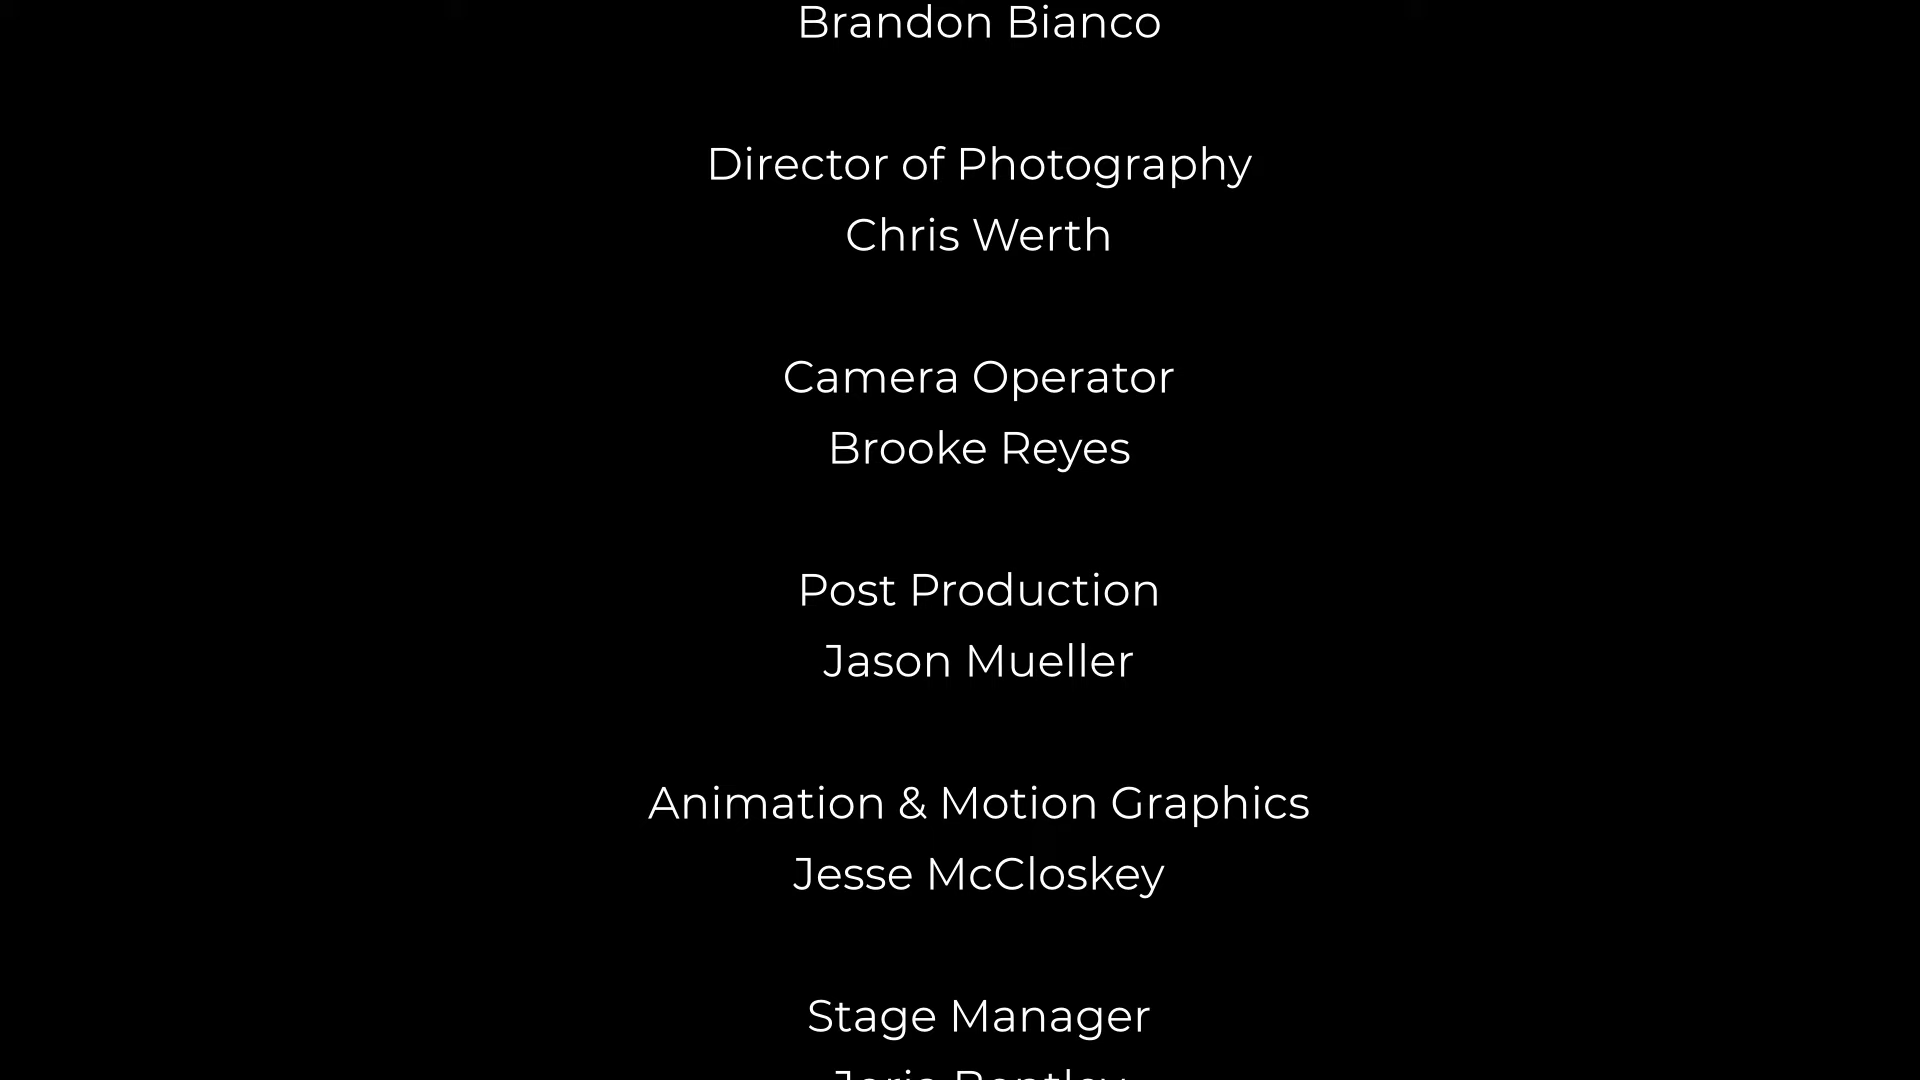 Brandon Bianco
Director of Photography
Chris Werth
Camera Operator
Brooke Reyes
Post Production
Jason Mueller
Animation & Motion Graphics
Jesse McCloskey
Stage Manager